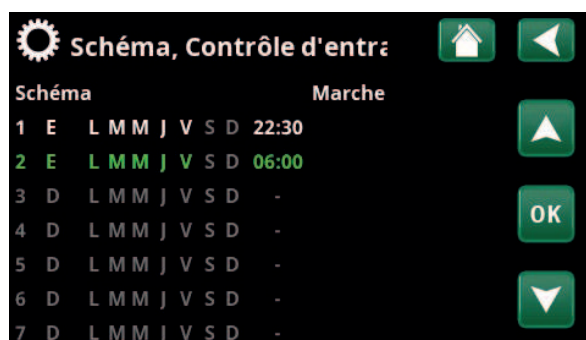 Schéma, Contrôle d'entra
Schéma Marche
1 E L M M J V S D 22:30
2 E L M M J V S D 06:00
3 D L M M J V S D -
4 D L M M J V S D -
OK
5 D L M M J V S D -
6 D L M M J V S D -
7 D L M M J V S D